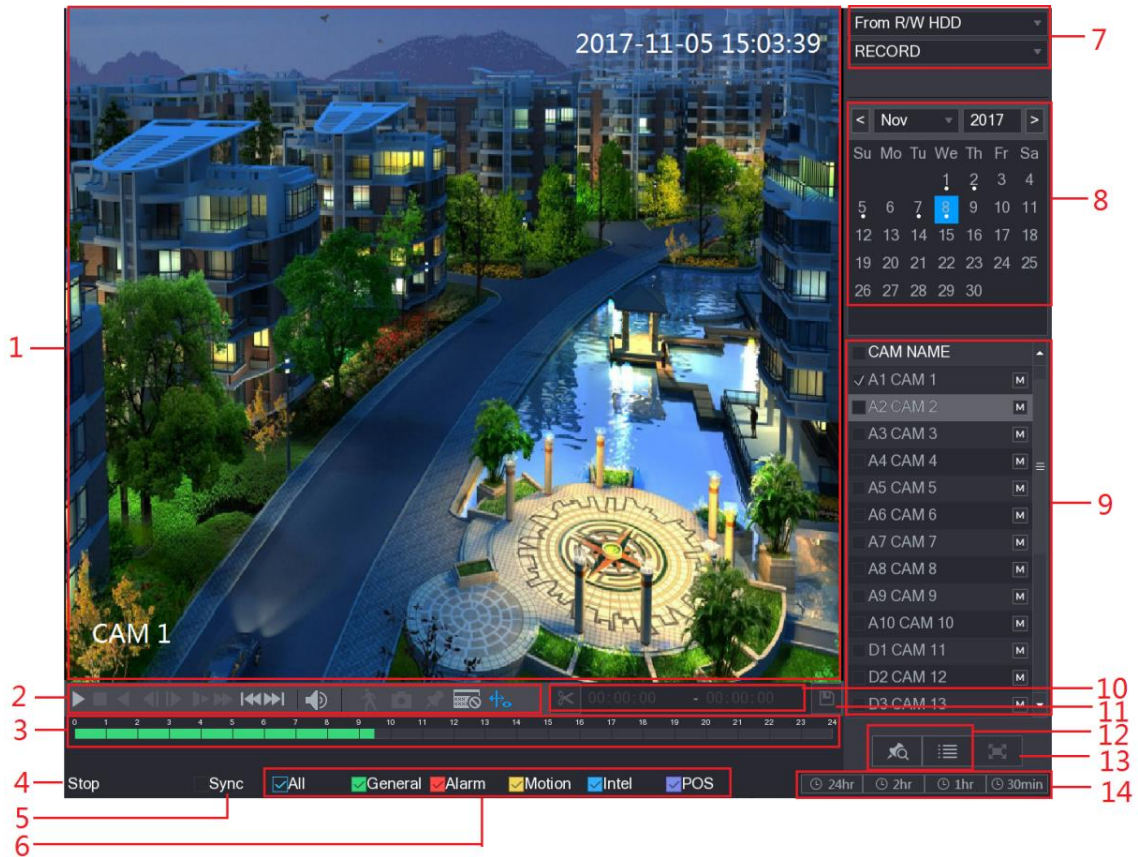 From R/W HDD
7
RECORD
2017-11-05 15:03:39
< Nov 2017 >
Su Mo Tu We Th Fr Sa
1 2 3 4
5 6 7 8 9 10 11
8
12 13 14 15 16 17 18
19 20 21 22 23 24 25
26 27 28 29 30
1
CAM NAME
A1 CAM 1 M
A2 CAM 2 M
A3 CAM 3 M
A4 CAM 4 M
A5 CAM 5 M
9
A6 CAM 6 M
A7 CAM 7 M
A8 CAM 8 M
A9 CAM 9 M
A10 CAM 10 M
CAM 1
D1 CAM 11 M
D2 CAM 12 M
D3 CAM 13 M
2
00:00:00 - 00:00:00
10
11
3
0 1 2 3 4 5 6 7 8 9 10 11 12 13 14 15 16 17 18 19 20 21 22 23 24
12
13
4
Stop Sync All General Alarm Motion Intel POS
24hr 2hr 1hr 30min
14
5
6